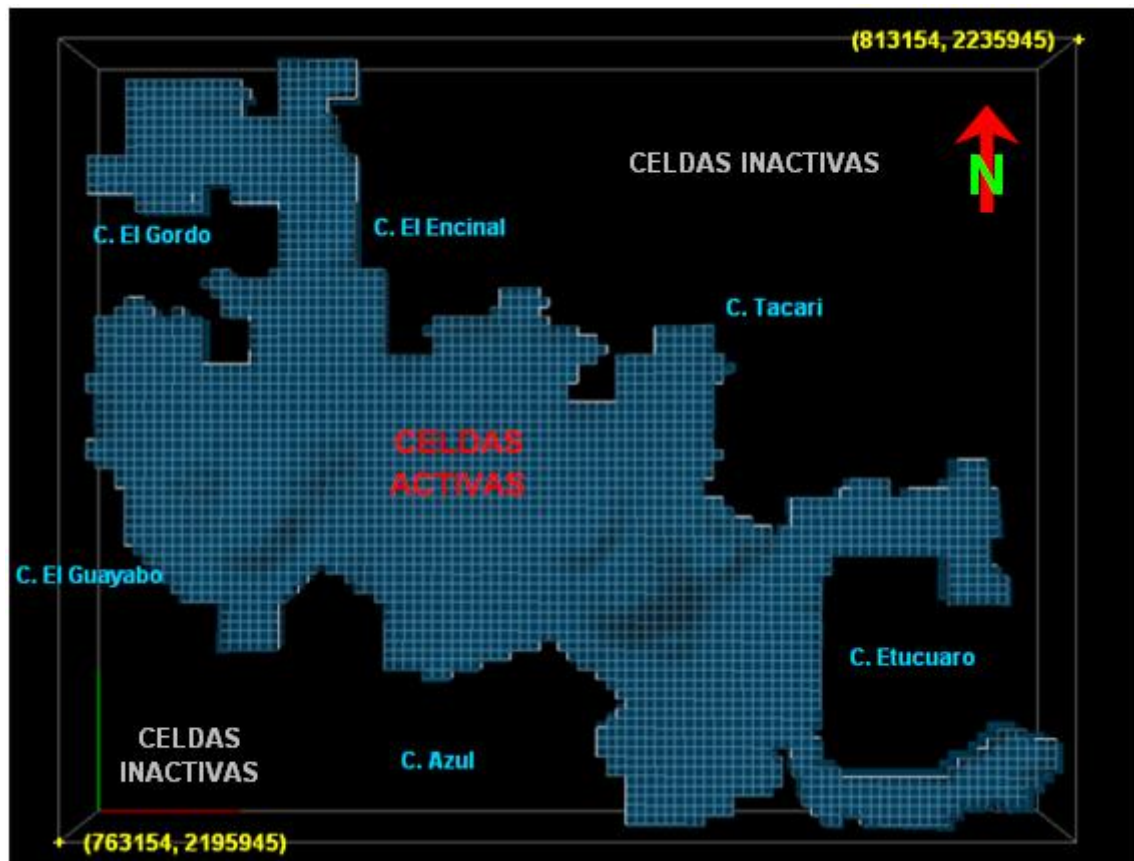 (813154, 2235945) +
CELDAS INACTIVAS
N
C. El Gordo
C. El Encinal
C. Tacari
CELDAS
ACTIVAS
C. El Guayabo
C. Etucuaro
CELDAS
INACTIVAS
C. Azul
+ (763154, 2195945)